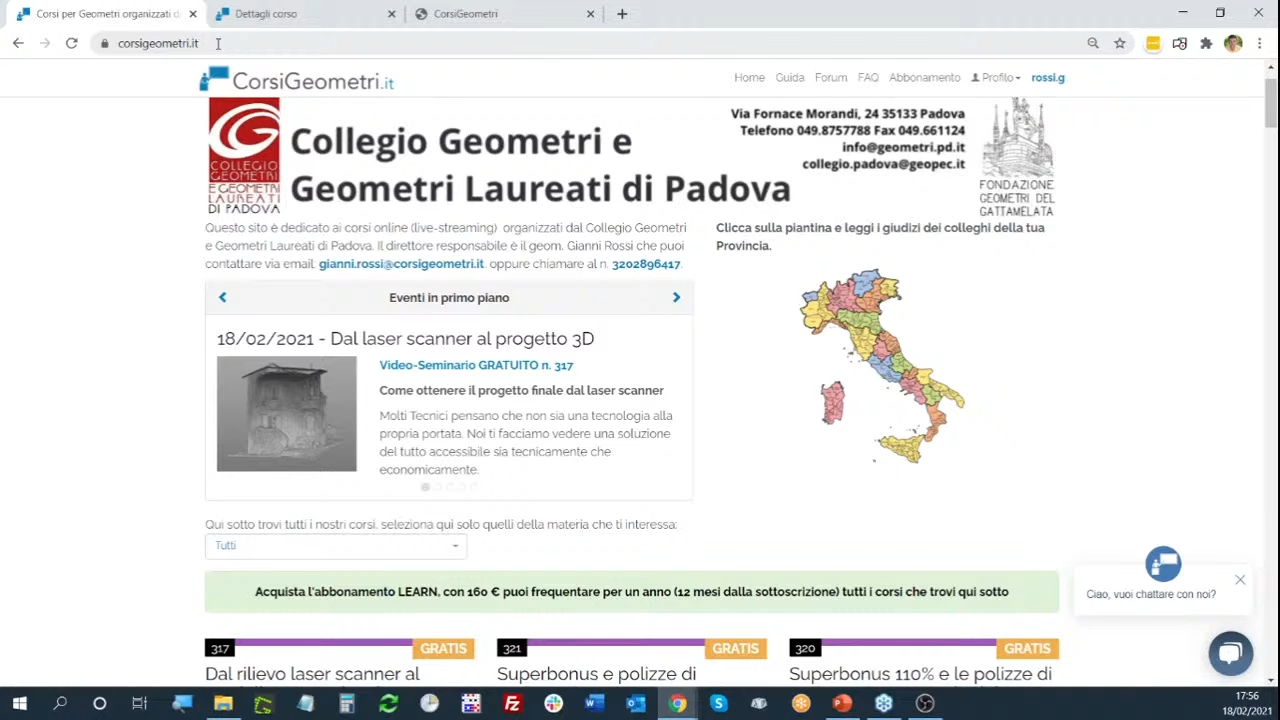 Corsi per Geometri organizzati d
Dettagli corso
CorsiGeometri
corsigeometri.it
CorsiGeometri.it
Home
Guida
Forum
FAQ
Abbonamento
Profilo
rossi.g
COLLEGIO
GEOMETRI
E GEOMETRI
LAUREATI
DI PADOVA
Collegio Geometri e
Geometri Laureati di Padova
Via Fornace Morandi, 24 35133 Padova
Telefono 049.8757788 Fax 049.661124
info@geometri.pd.it
collegio.padova@geopec.it
FONDAZIONE
GEOMETRI DEL
GATTAMELATA
Questo sito è dedicato ai corsi online (live-streaming) organizzati dal Collegio Geometri
e Geometri Laureati di Padova. Il direttore responsabile è il geom. Gianni Rossi che puoi
contattare via email, gianni.rossi@corsigeometri.it, oppure chiamare al n. 3202896417.
Clicca sulla piantina e leggi i giudizi dei colleghi della tua
Provincia.
Eventi in primo piano
18/02/2021 - Dal laser scanner al progetto 3D
Video-Seminario GRATUITO n. 317
Come ottenere il progetto finale dal laser scanner
Molti Tecnici pensano che non sia una tecnologia alla
propria portata. Noi ti facciamo vedere una soluzione
del tutto accessibile sia tecnicamente che
economicamente.
Qui sotto trovi tutti i nostri corsi, seleziona qui solo quelli della materia che ti interessa:
Tutti
Acquista l'abbonamento LEARN, con 160 € puoi frequentare per un anno (12 mesi dalla sottoscrizione) tutti i corsi che trovi qui sotto
Ciao, vuoi chattare con noi?
317
GRATIS
Dal rilievo laser scanner al
321
GRATIS
Superbonus e polizze di
320
GRATIS
Superbonus 110% e le polizze di
17:56
18/02/2021